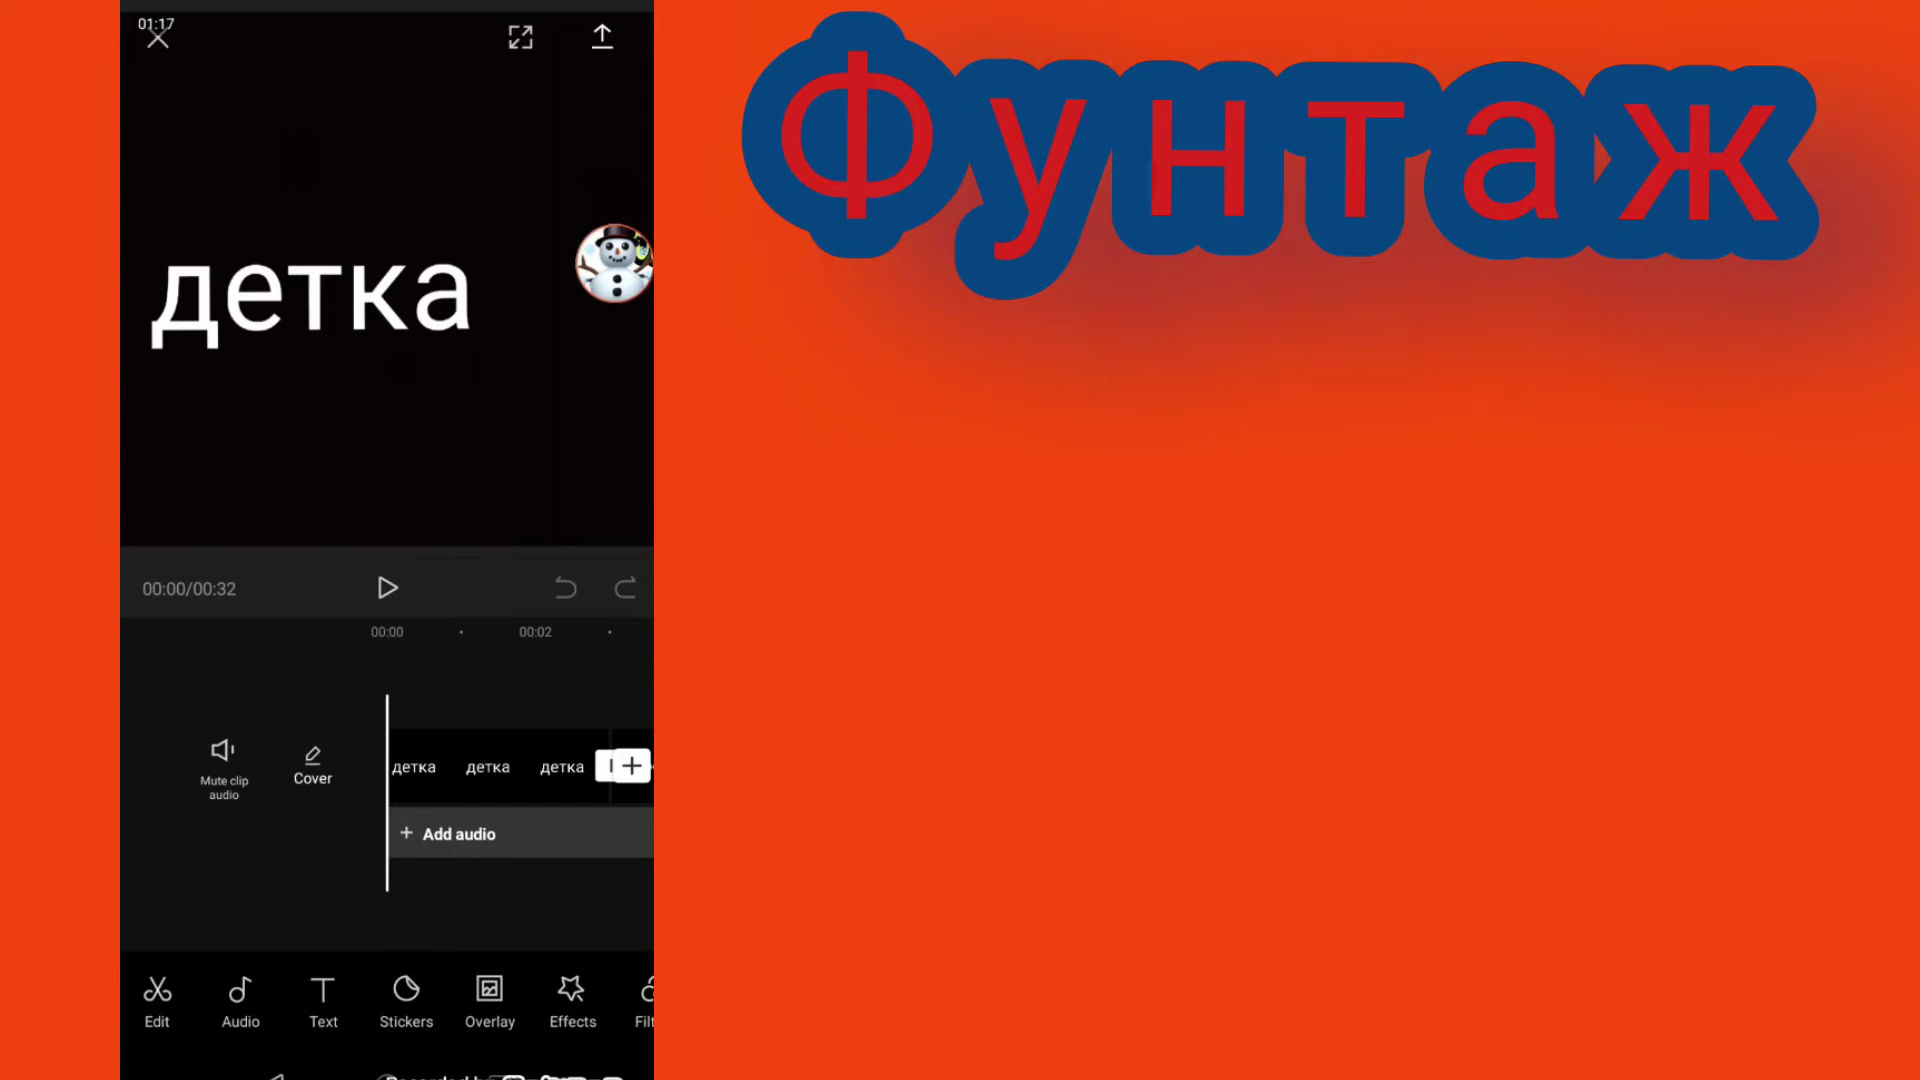 01:17
Фунтаж
детка
00:00/00:32
00:00 00:02
детка детка детка
Mute clip
audio
Cover
+ Add audio
Edit Audio Text Stickers Overlay Effects